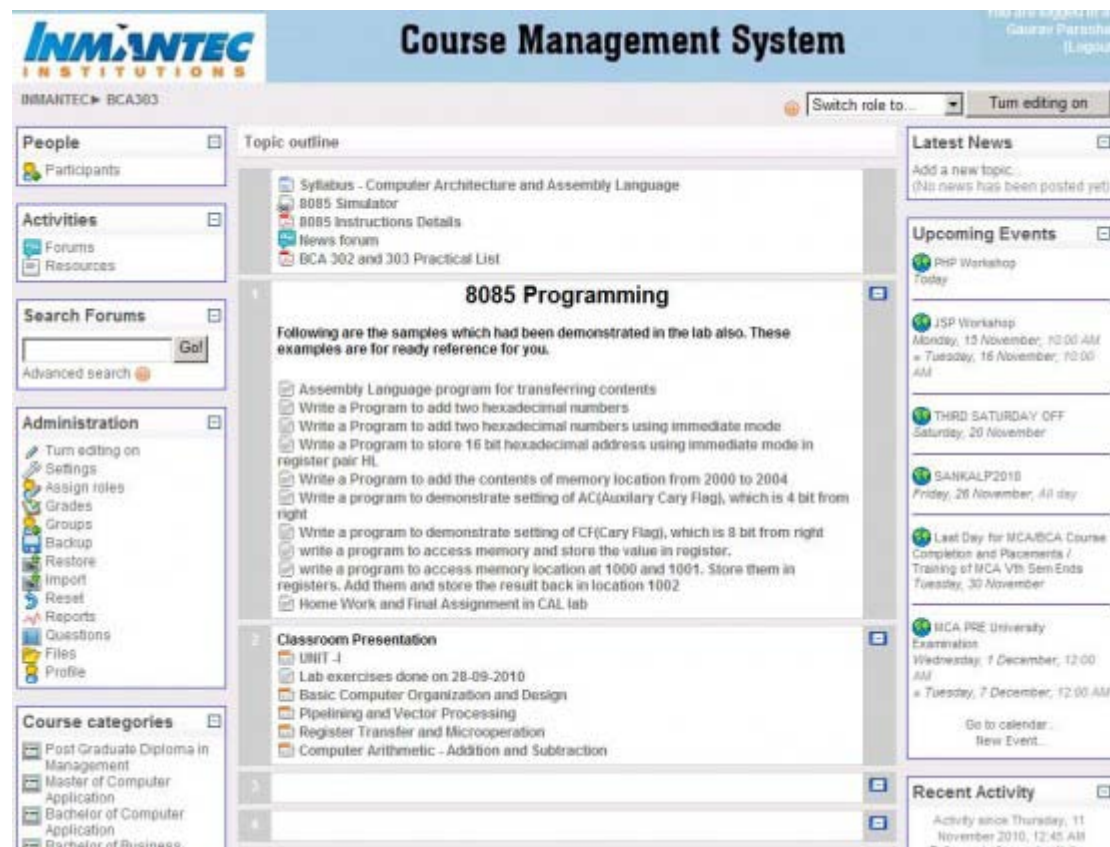 INMANTEC
INSTITUTIONS
Course Management System
You are logged in as
Gaurav
(Logout
INMANTEC► BCA303
Switch role to...
Turn editing on
People
Participants
Activities
Forums
Resources
Search Forums
Go!
Advanced search
Administration
Turn editing on
Settings
Assign roles
Grades
Groups
Backup
Restore
Import
Reset
Reports
Questions
Files
Profile
Course categories
Post Graduate Diploma in
Management
Master of Computer
Application
Bachelor of Computer
Application
Bachelor of Business
Topic outline
Syllabus - Computer Architecture and Assembly Language
8085 Simulator
8085 Instructions Details
News forum
BCA 302 and 303 Practical List
1
8085 Programming
Following are the samples which had been demonstrated in the lab also. These
examples are for ready reference for you.
Assembly Language program for transferring contents
Write a Program to add two hexadecimal numbers
Write a Program to add two hexadecimal numbers using immediate mode
Write a Program to store 16 bit hexadecimal address using immediate mode in
register pair HL
Write a Program to add the contents of memory location from 2000 to 2004
Write a program to demonstrate setting of AC(Auxilary Cary Flag), which is 4 bit from
right
Write a program to demonstrate setting of CF(Cary Flag), which is 8 bit from right
write a program to access memory and store the value in register.
write a program to access memory location at 1000 and 1001. Store them in
registers. Add them and store the result back in location 1002
Home Work and Final Assignment in CAL lab
2
Classroom Presentation
UNIT -I
Lab exercises done on 28-09-2010
Basic Computer Organization and Design
Pipelining and Vector Processing
Register Transfer and Microoperation
Computer Arithmetic - Addition and Subtraction
3
4
Latest News
Add a new topic...
(No news has been posted yet)
Upcoming Events
PHP Workshop
Today
JSP Workshop
Monday, 15 November, 10:00 AM
» Tuesday, 16 November, 10:00
AM
THIRD SATURDAY OFF
Saturday, 20 November
SANKALP2010
Friday, 26 November, All day
Last Day for MCA/BCA Course
Completion and Placements /
Training of MCA Vth Sem Ends
Tuesday, 30 November
MCA PRE University
Examination
Wednesday, 1 December, 12:00
AM
» Tuesday, 7 December, 12:00 AM
Go to calendar...
New Event...
Recent Activity
Activity since Thursday, 11
November 2010, 12:45 AM